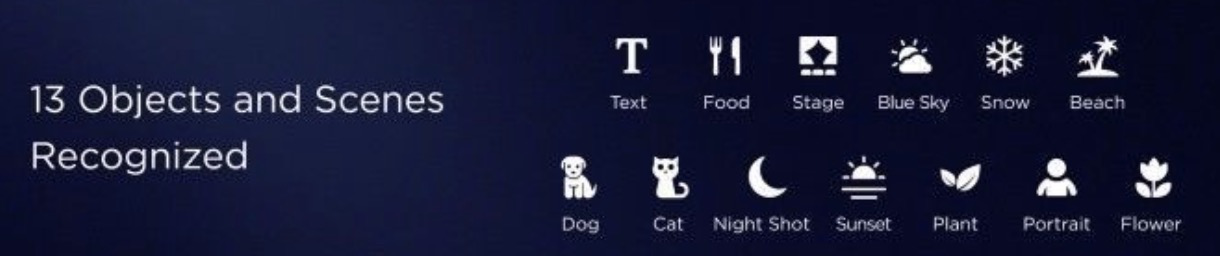 13 Objects and Scenes
Recognized
T
Text Food Stage Blue Sky Snow Beach
Dog Cat Night Shot Sunset Plant Portrait Flower